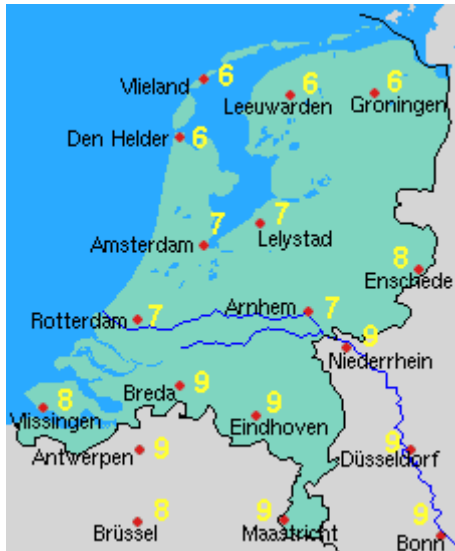 Vlieland 6
Leeuwarden 6
Groningen 6
Den Helder 6
Amsterdam 7
Lelystad 7
Enschede 8
Rotterdam 7
Arnhem 7
Niederrhein 9
Breda 9
Vlissingen 8
Eindhoven 9
Antwerpen 9
Düsseldorf 9
Brüssel 8
Maastricht 9
Bonn 9